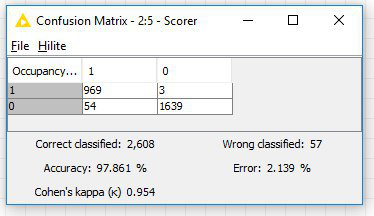 Confusion Matrix - 2:5 - Scorer
File Hilite
Occupancy... 1 0
1 969 3
0 54 1639
Correct classified: 2,608 Wrong classified: 57
Accuracy: 97.861 % Error: 2.139 %
Cohen's kappa (κ) 0.954